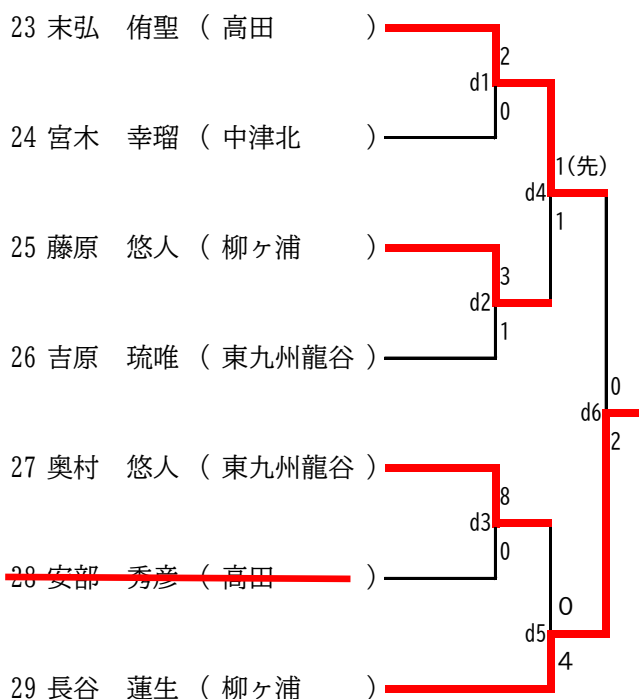 23 末弘 侑聖 ( 高田 )
2
d1
0
24 宮木 幸瑠 ( 中津北 )
1(先)
d4
1
25 藤原 悠人 ( 柳ヶ浦 )
3
d2
1
26 吉原 琉唯 ( 東九州龍谷 )
0
d6
2
27 奥村 悠人 ( 東九州龍谷 )
8
d3
0
28 安部 秀彦 ( 高田 )
0
d5
4
29 長谷 蓮生 ( 柳ヶ浦 )